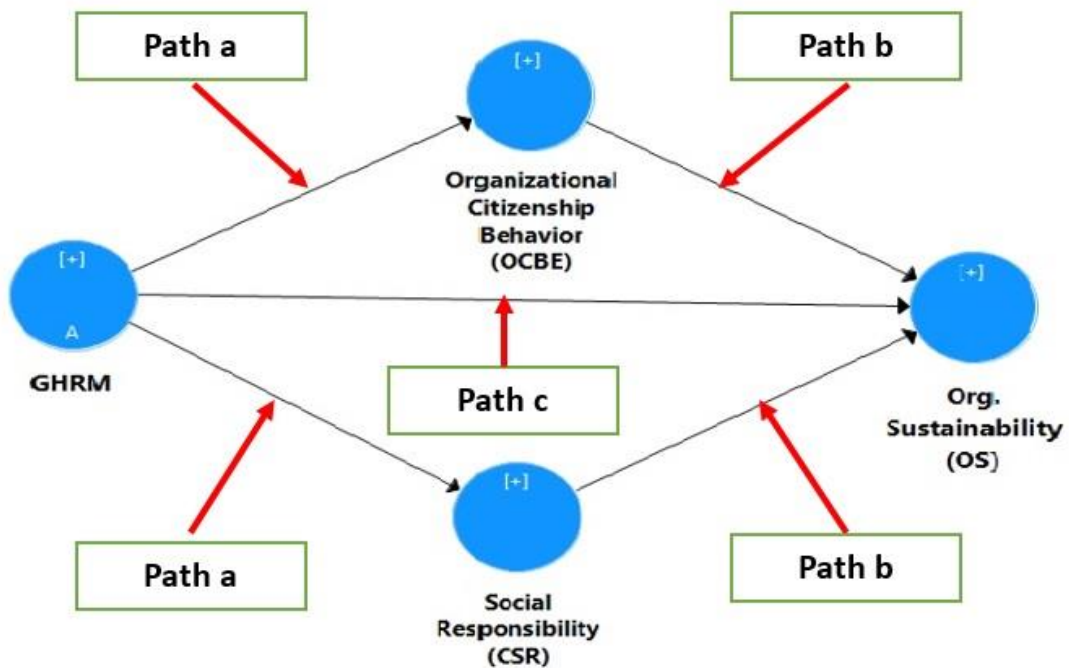 Path a
Path b
[+]
Organizational
Citizenship
Behavior
(OCBE)
[+]
A
GHRM
[+]
Org.
Sustainability
(OS)
Path c
[+]
Social
Responsibility
(CSR)
Path a
Path b